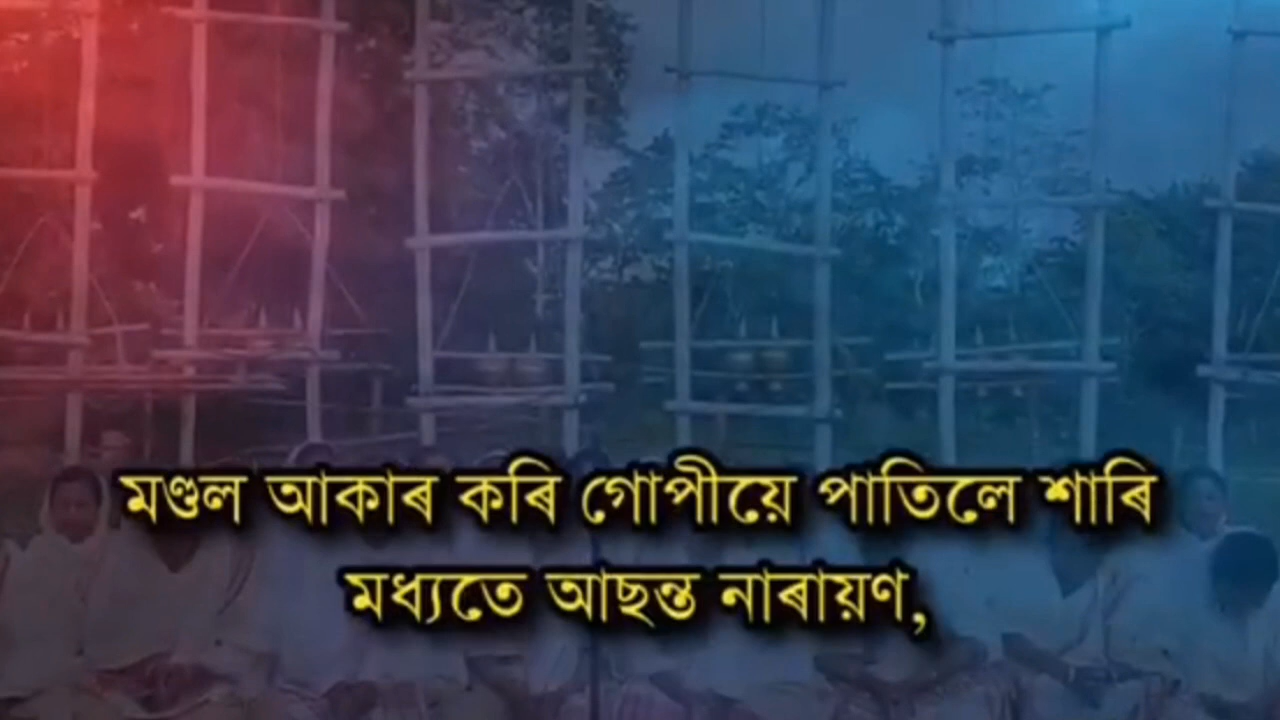 মণ্ডল আকাৰ কৰি গোপীয়ে পাতিলে শাৰি
মধ্যতে আছন্ত নাৰায়ণ,